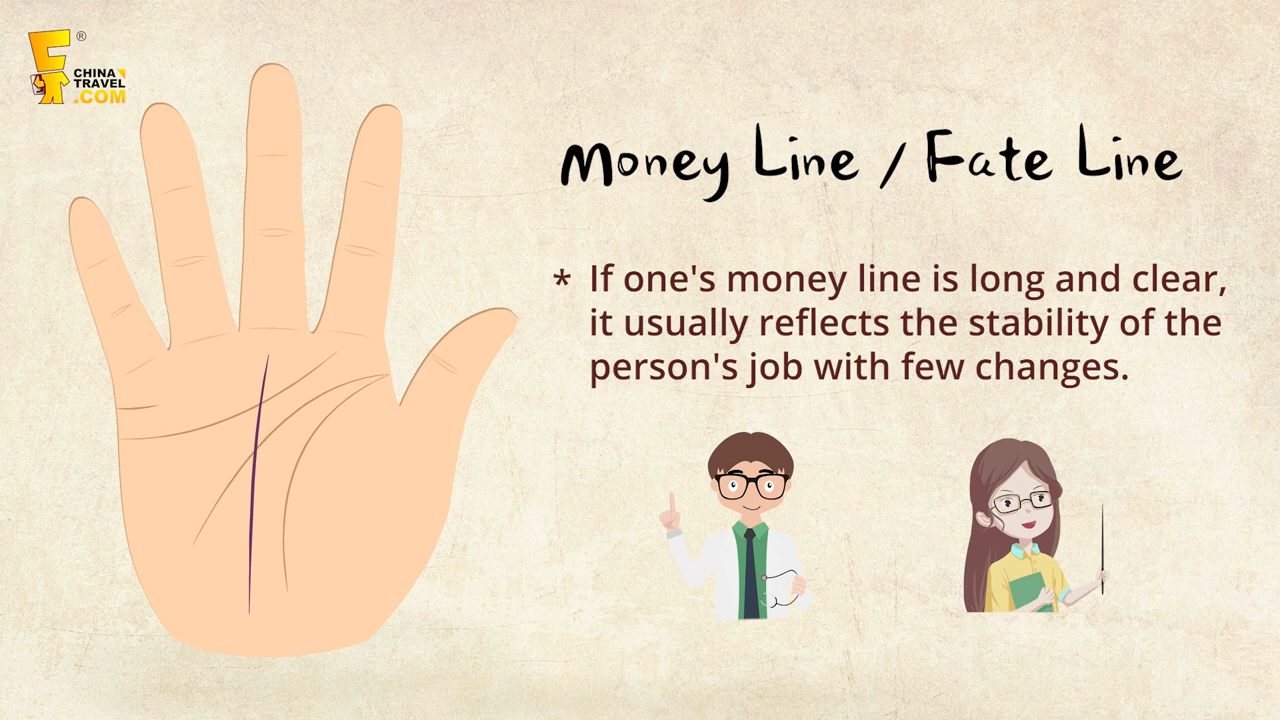 ®
CHINA
TRAVEL
.COM
Money Line / Fate Line
* If one's money line is long and clear,
it usually reflects the stability of the
person's job with few changes.